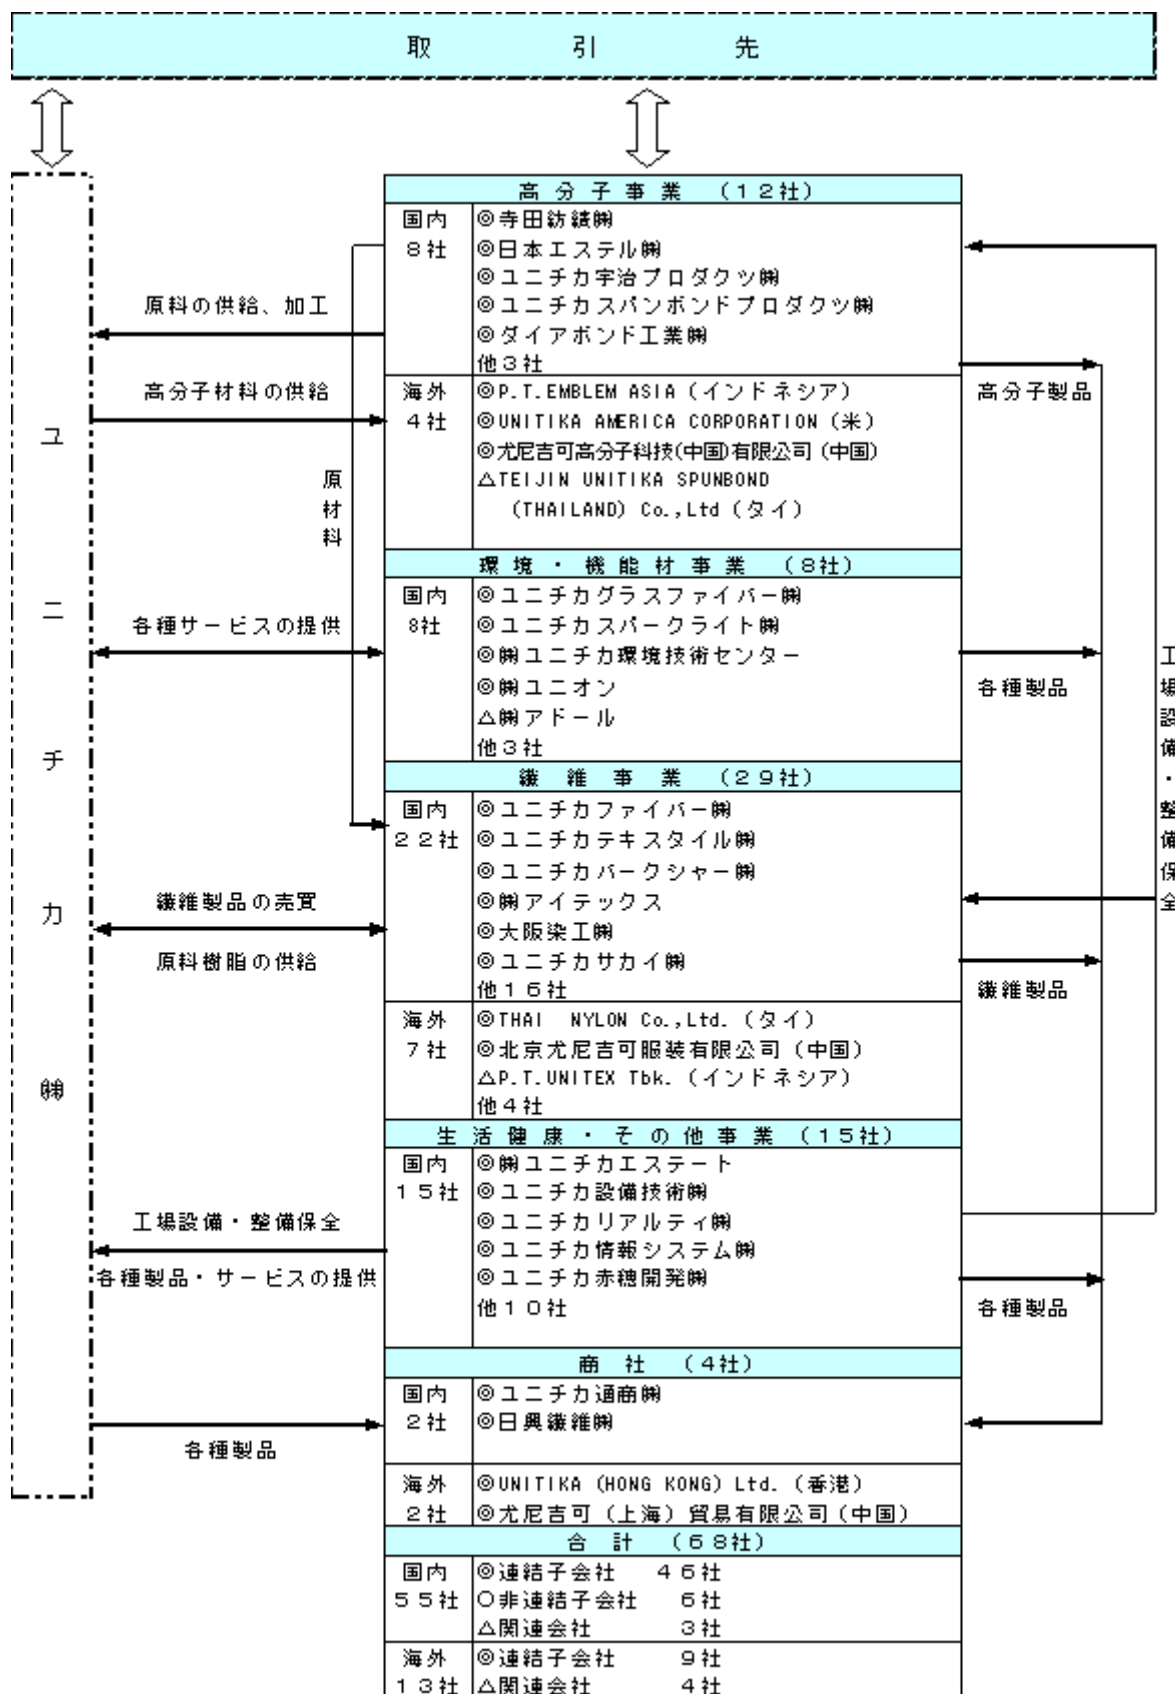 取引先
高分子事業 (12社)
国内
8社
◎寺田紡績㈱
◎日本エステル㈱
◎ユニチカ宇治プロダクツ㈱
◎ユニチカスパンボンドプロダクツ㈱
◎ダイアボンド工業㈱
他3社
海外
4社
◎P.T.EMBLEM ASIA (インドネシア)
◎UNITIKA AMERICA CORPORATION (米)
◎尤尼吉可高分子科技(中国)有限公司 (中国)
△TEIJIN UNITIKA SPUNBOND
(THAILAND) Co.,Ltd (タイ)
環境・機能材事業 (8社)
国内
8社
◎ユニチカグラスファイバー㈱
◎ユニチカスパークライト㈱
◎㈱ユニチカ環境技術センター
◎㈱ユニオン
△㈱アドール
他3社
繊維事業 (29社)
国内
22社
◎ユニチカファイバー㈱
◎ユニチカテキスタイル㈱
◎ユニチカバークシャー㈱
◎㈱アイテックス
◎大阪染工㈱
◎ユニチカサカイ㈱
他16社
海外
7社
◎THAI NYLON Co.,Ltd. (タイ)
◎北京尤尼吉可服装有限公司 (中国)
△P.T.UNITEX Tbk. (インドネシア)
他4社
生活健康・その他事業 (15社)
国内
15社
◎㈱ユニチカエステート
◎ユニチカ設備技術㈱
◎ユニチカリアルティ㈱
◎ユニチカ情報システム㈱
◎ユニチカ赤穂開発㈱
他10社
商社 (4社)
国内
2社
◎ユニチカ通商㈱
◎日興繊維㈱
海外
2社
◎UNITIKA (HONG KONG) Ltd. (香港)
◎尤尼吉可 (上海) 貿易有限公司 (中国)
合計 (68社)
国内
55社
◎連結子会社 46社
○非連結子会社 6社
△関連会社 3社
海外
13社
◎連結子会社 9社
△関連会社 4社
ユニチカ㈱
原料の供給、加工
高分子材料の供給
原材料
各種サービスの提供
繊維製品の売買
原料樹脂の供給
工場設備・整備保全
各種製品・サービスの提供
各種製品
高分子製品
各種製品
繊維製品
各種製品
工場設備・整備保全